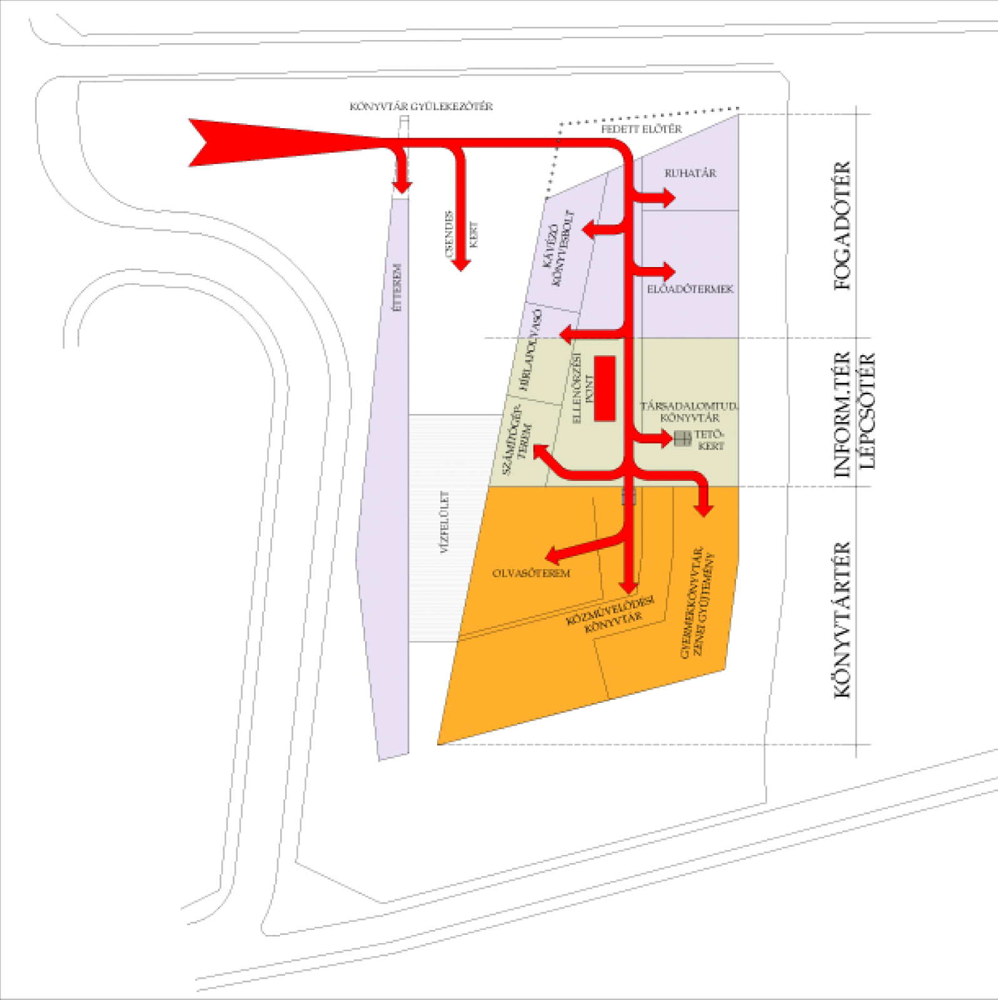 KÖNYVTÁR GYÜLEKEZŐTÉR
FEDETT ELŐTÉR
RUHATÁR
CSENDES
KERT
KÁVÉZÓ
KÖNYVESBOLT
ÉTTEREM
ELŐADÓTERMEK
HÍRLAPOLVASÓ
ELLENŐRZÉSI
PONT
TÁRSADALOMTUD.
KÖNYVTÁR
TETŐ-
KERT
SZÁMÍTÓGÉP-
TEREM
VÍZFELÜLET
OLVASÓTEREM
KÖZMŰVELŐDÉSI
KÖNYVTÁR
GYERMEKKÖNYVTÁR,
ZENEI GYŰJTEMÉNY
FOGADÓTÉR
INFORM.TÉR
LÉPCSŐTÉR
KÖNYVTÁRTÉR